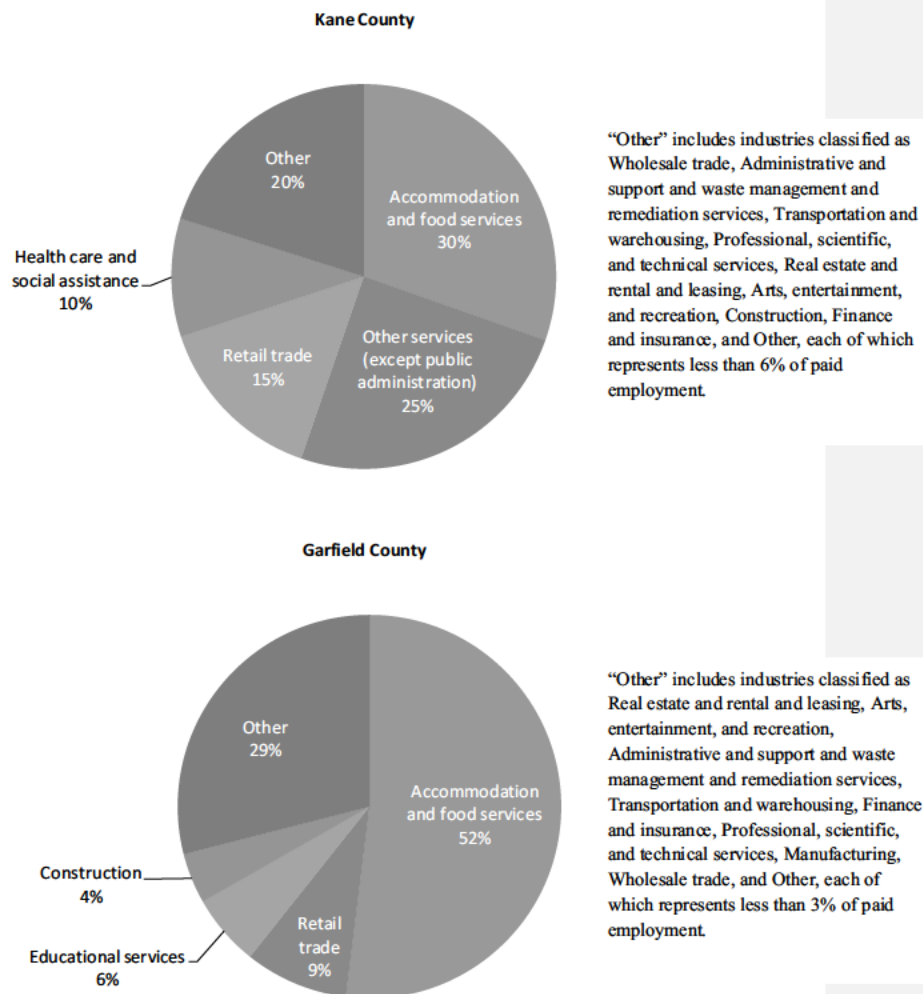 Kane County
Other
20%
Accommodation
and food services
30%
Health care and
social assistance
10%
Retail trade
15%
Other services
(except public
administration)
25%
“Other” includes industries classified as
Wholesale trade, Administrative and
support and waste management and
remediation services, Transportation and
warehousing, Professional, scientific,
and technical services, Real estate and
rental and leasing, Arts, entertainment,
and recreation, Construction, Finance
and insurance, and Other, each of which
represents less than 6% of paid
employment.
Garfield County
Other
29%
Accommodation
and food services
52%
Construction
4%
Educational services
6%
Retail
trade
9%
“Other” includes industries classified as
Real estate and rental and leasing, Arts,
entertainment, and recreation,
Administrative and support and waste
management and remediation services,
Transportation and warehousing, Finance
and insurance, Professional, scientific,
and technical services, Manufacturing,
Wholesale trade, and Other, each of
which represents less than 3% of paid
employment.